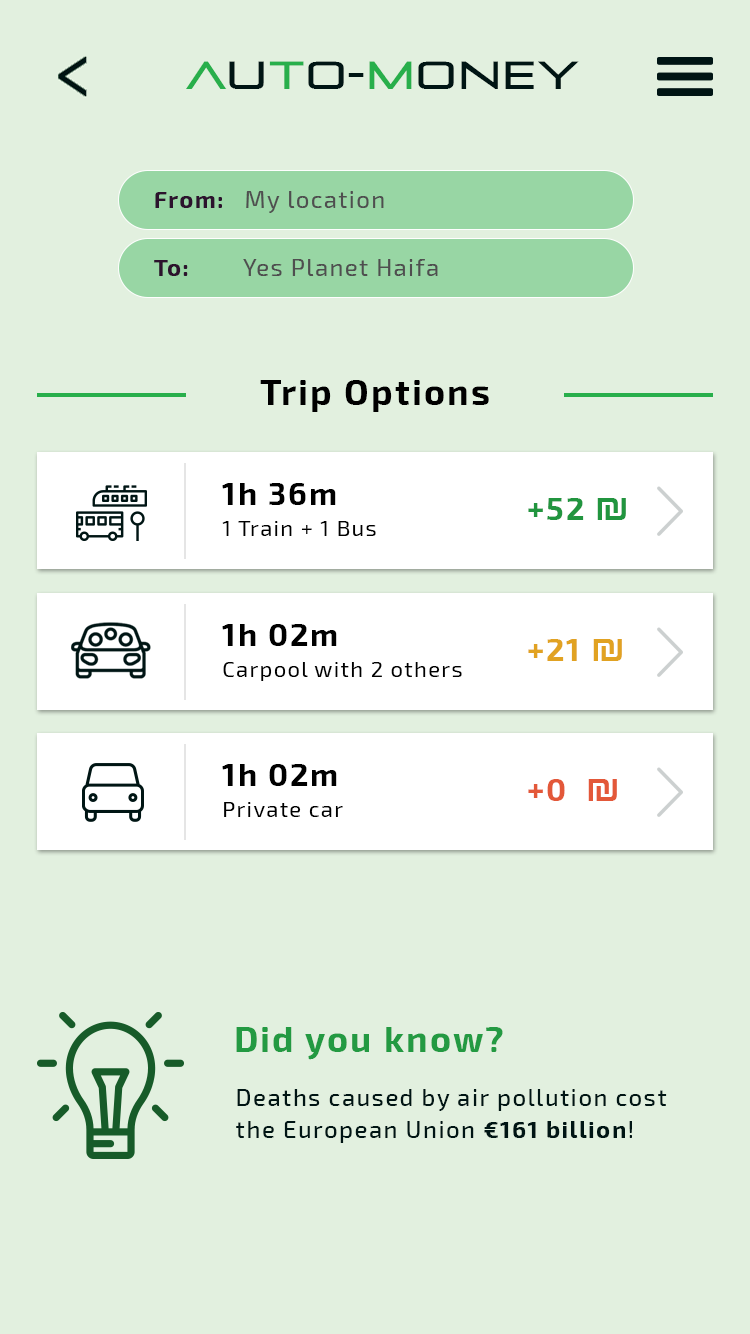 AUTO-MONEY
From: My location
To: Yes Planet Haifa
Trip Options
1h 36m
1 Train + 1 Bus
+52 ₪
1h 02m
Carpool with 2 others
+21 ₪
1h 02m
Private car
+0 ₪
Did you know?
Deaths caused by air pollution cost
the European Union €161 billion!